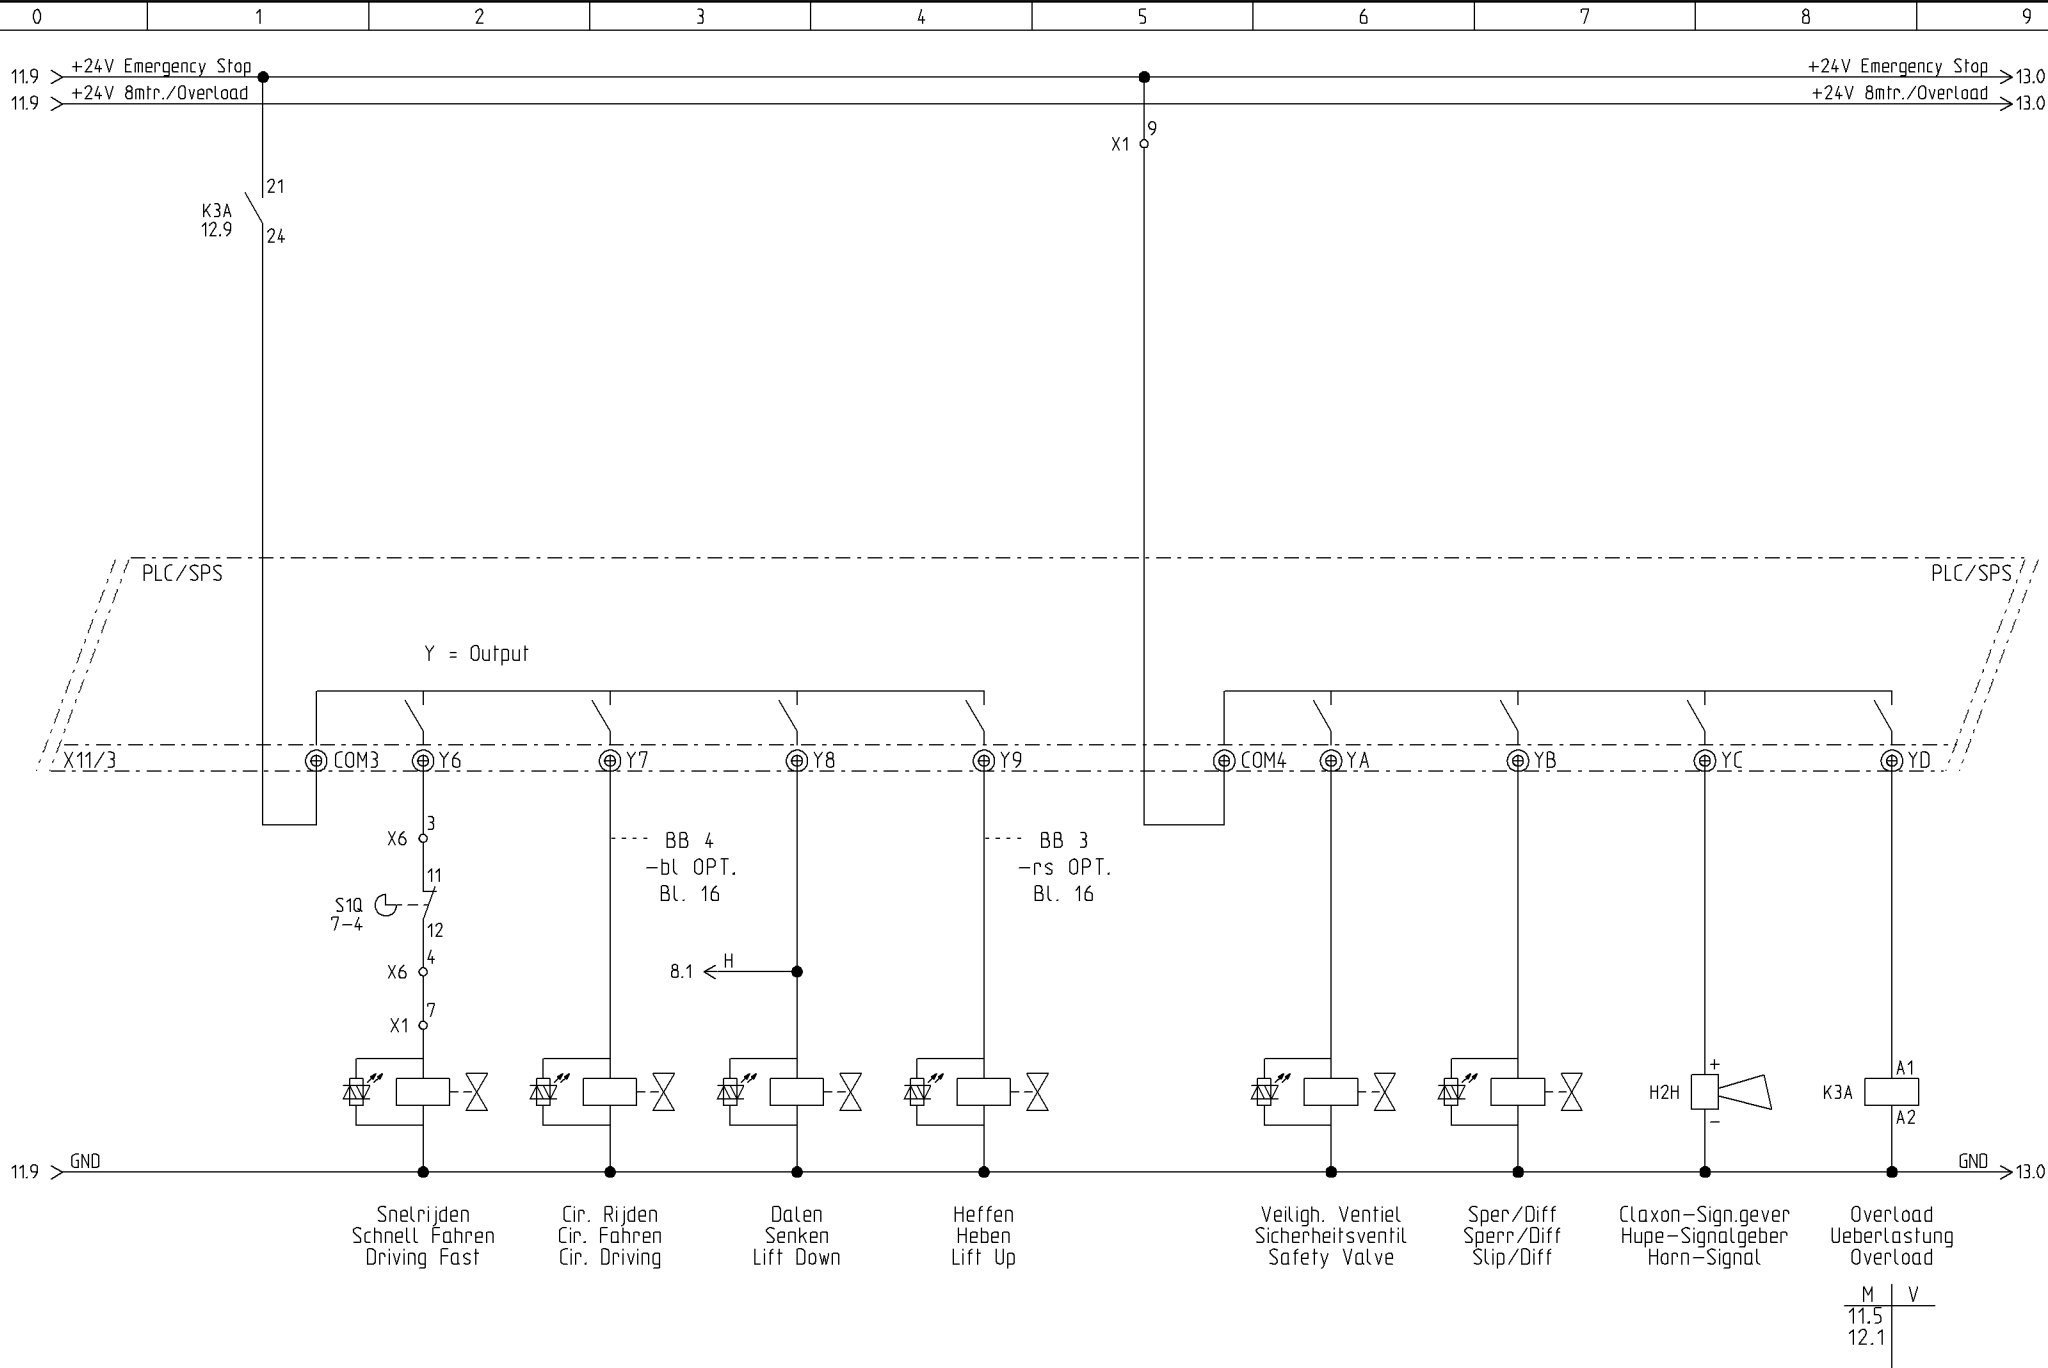 0 1 2 3 4 5 6 7 8 9
11.9 +24V Emergency Stop +24V Emergency Stop 13.0
11.9 +24V 8mtr./Overload +24V 8mtr./Overload 13.0
9
X1
21
K3A
12.9
24
PLC/SPS PLC/SPS
Y = Output
X11/3 COM3 Y6 Y7 Y8 Y9 COM4 YA YB YC YD
3
X6
BB 4
-bl OPT.
Bl. 16
BB 3
-rs OPT.
Bl. 16
11
S1Q
7-4
12
4
X6
8.1 H
7
X1
+
H2H
-
A1
K3A
A2
11.9 GND GND 13.0
Snelrijden
Schnell Fahren
Driving Fast
Cir. Rijden
Cir. Fahren
Cir. Driving
Dalen
Senken
Lift Down
Heffen
Heben
Lift Up
Veiligh. Ventiel
Sicherheitsventil
Safety Valve
Sper/Diff
Sperr/Diff
Slip/Diff
Claxon-Sign.gever
Hupe-Signalgeber
Horn-Signal
Overload
Ueberlastung
Overload
M V
11.5
12.1